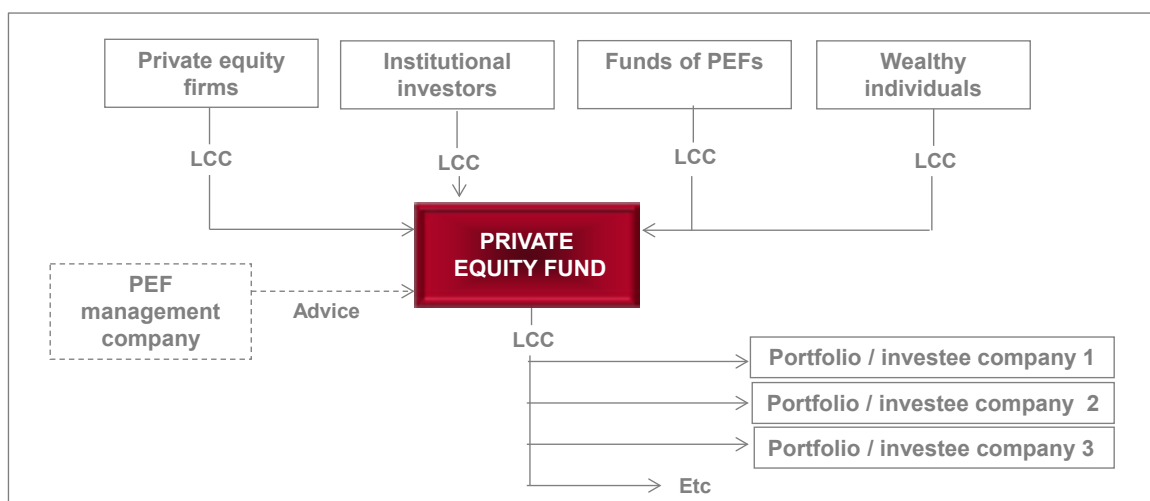 Private equity
firms
Institutional
investors
Funds of PEFs
Wealthy
individuals
LCC
LCC
LCC
LCC
PRIVATE
EQUITY FUND
PEF
management
company
Advice
LCC
Portfolio / investee company 1
Portfolio / investee company 2
Portfolio / investee company 3
Etc